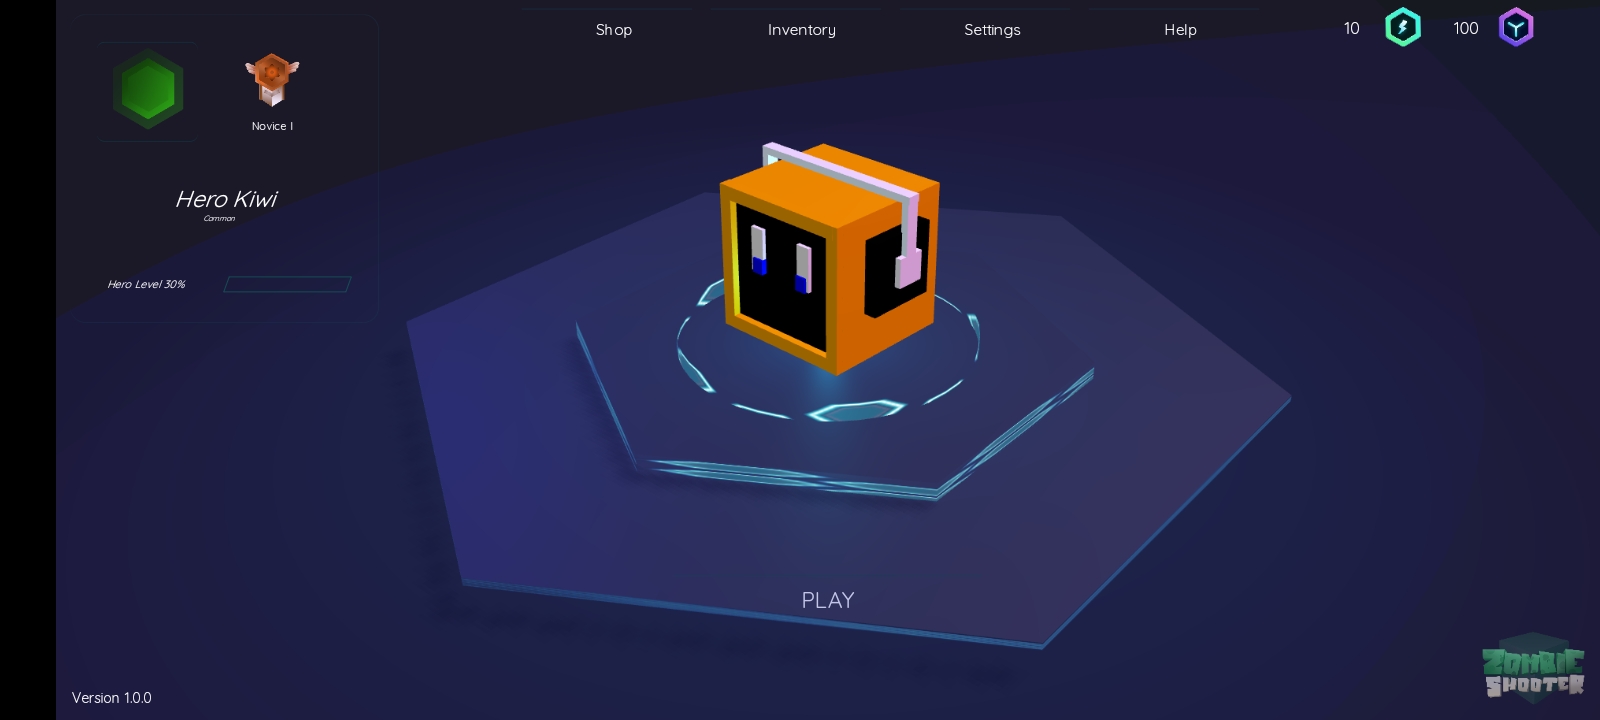 Shop Inventory Settings Help 10 100
Novice I
Hero Kiwi
Common
Hero Level 30%
PLAY
Version 1.0.0
ZOMBIE
SHOOTER